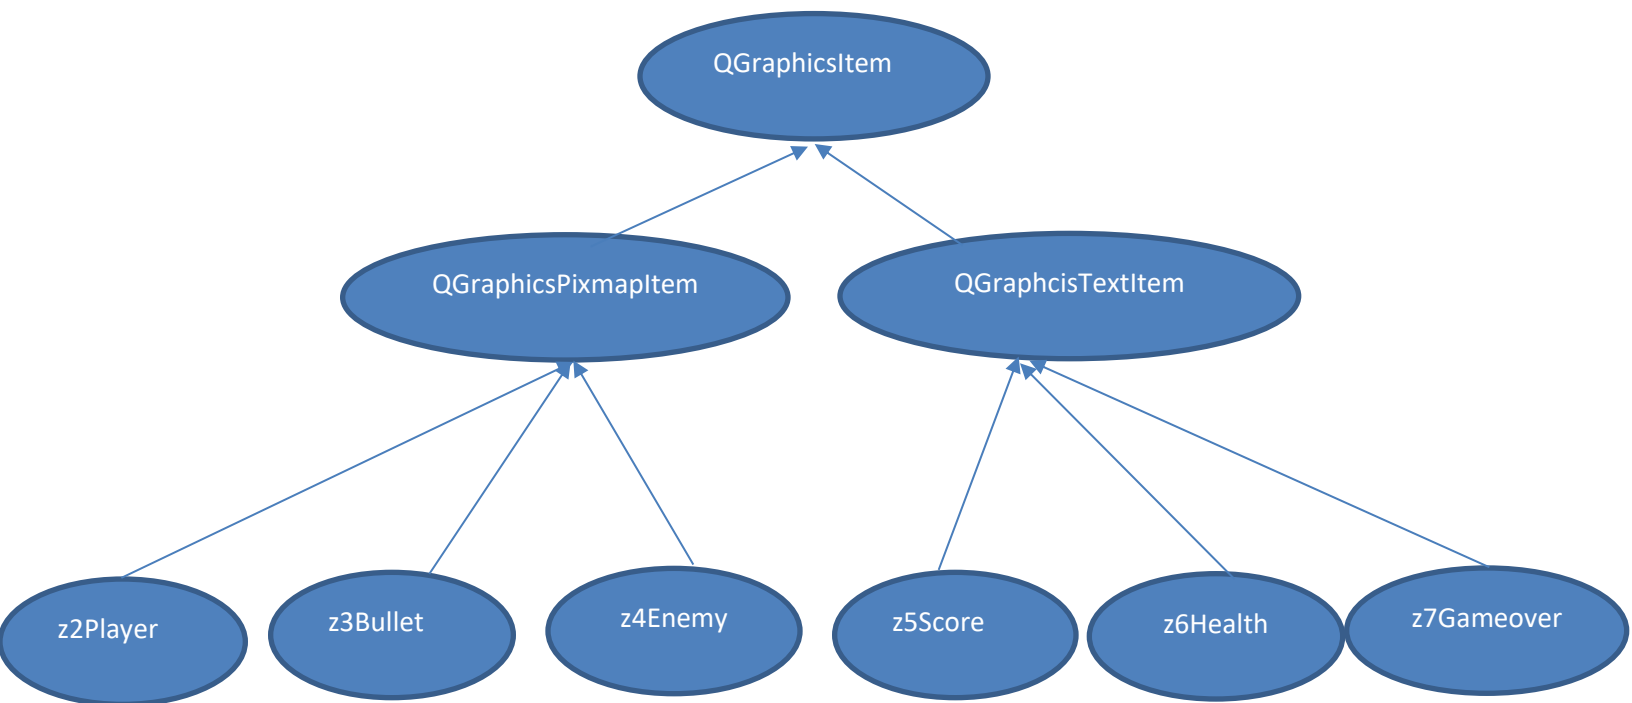 QGraphicsItem
QGraphicsPixmapItem
QGraphcisTextItem
z2Player
z3Bullet
z4Enemy
z5Score
z6Health
z7Gameover